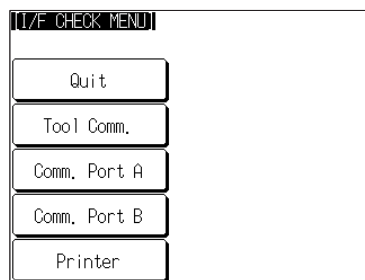 [I/F CHECK MENU]
Quit
Tool Comm.
Comm. Port A
Comm. Port B
Printer